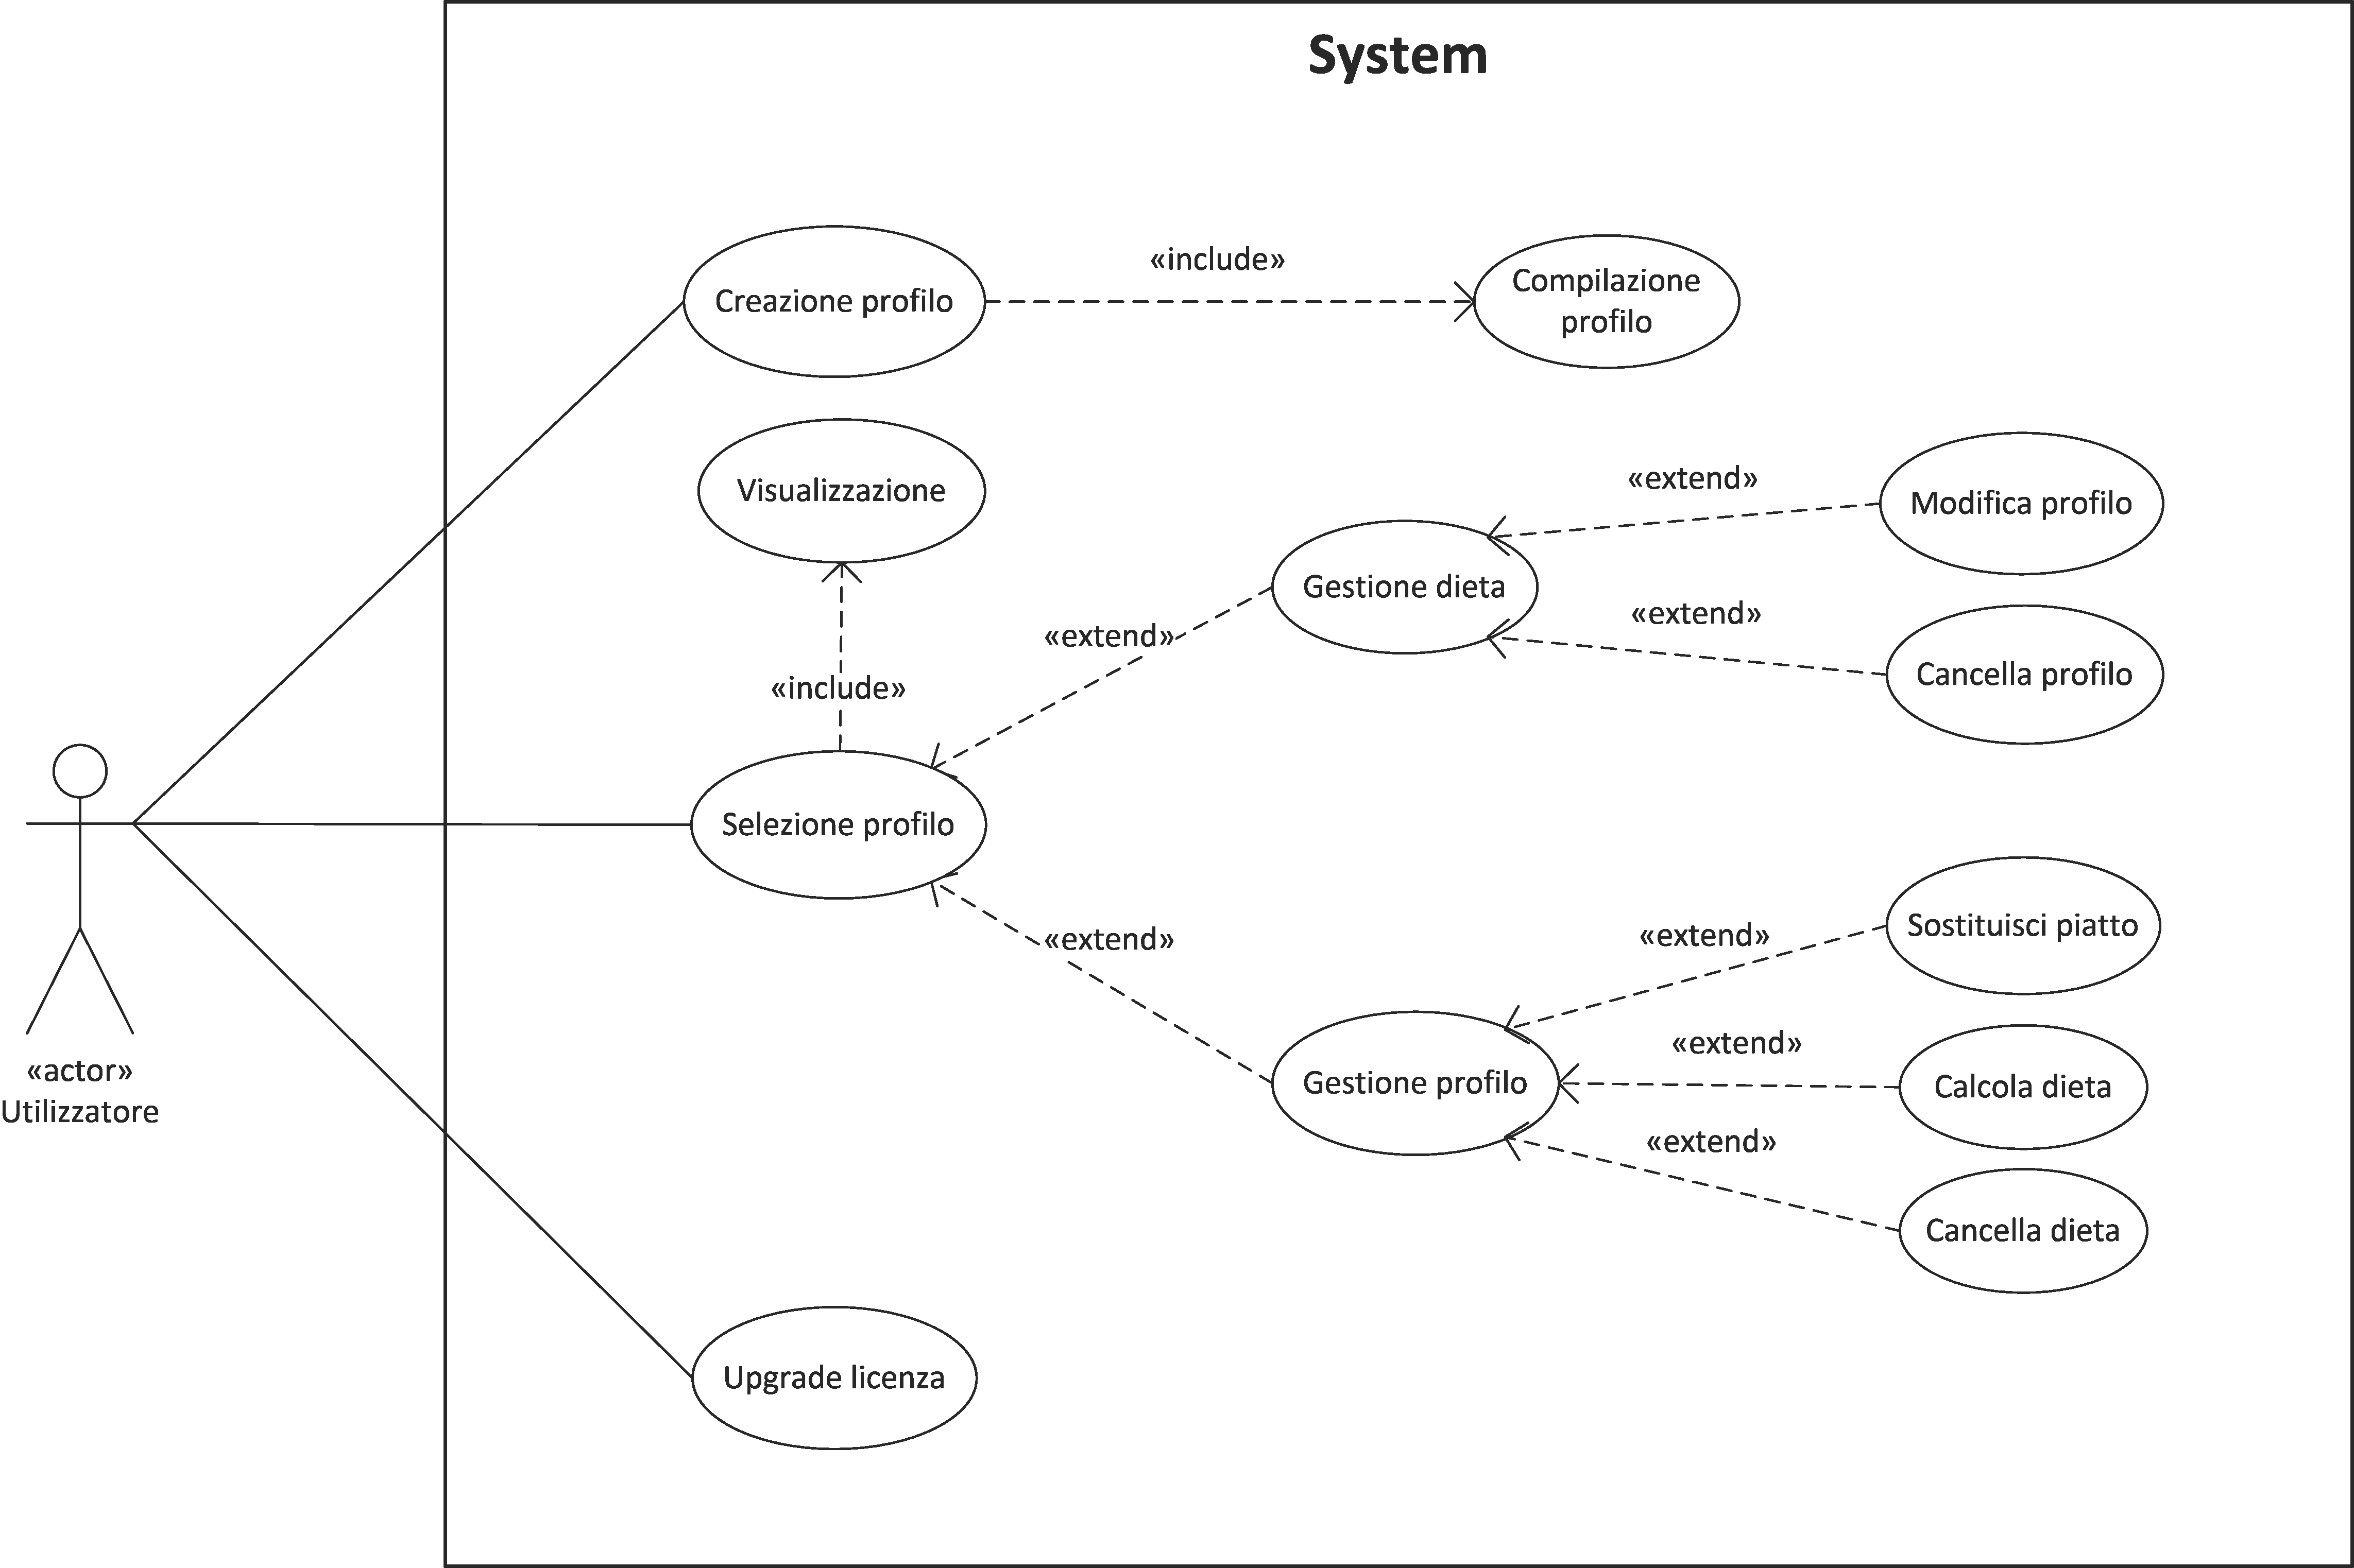 System
«include»
Creazione profilo
Compilazione
profilo
Visualizzazione
«extend»
Modifica profilo
Gestione dieta
«extend»
«extend»
Cancella profilo
«include»
Selezione profilo
«extend»
«extend»
Sostituisci piatto
«extend»
Gestione profilo
Calcola dieta
«extend»
Cancella dieta
«actor»
Utilizzatore
Upgrade licenza